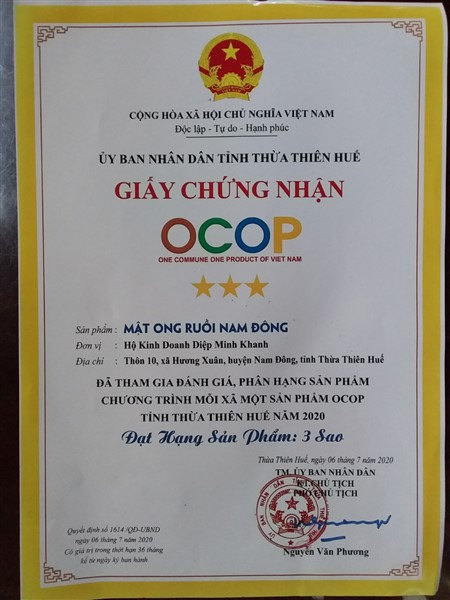 CỘNG HÒA XÃ HỘI CHỦ NGHĨA VIỆT NAM
Độc lập - Tự do - Hạnh phúc
ỦY BAN NHÂN DÂN TỈNH THỪA THIÊN HUẾ
GIẤY CHỨNG NHẬN
OCOP
ONE COMMUNE ONE PRODUCT OF VIET NAM
Sản phẩm : MẬT ONG RUỒI NAM ĐÔNG
Đơn vị : Hộ Kinh Doanh Diệp Minh Khanh
Địa chỉ : Thôn 10, xã Hương Xuân, huyện Nam Đông, tỉnh Thừa Thiên Huế
ĐÃ THAM GIA ĐÁNH GIÁ, PHÂN HẠNG SẢN PHẨM
CHƯƠNG TRÌNH MỖI XÃ MỘT SẢN PHẨM OCOP
TỈNH THỪA THIÊN HUẾ NĂM 2020
Đạt Hạng Sản Phẩm: 3 Sao
Thừa Thiên Huế, ngày 06 tháng 7 năm 2020
TM. ỦY BAN NHÂN DÂN
KT.CHỦ TỊCH
PHÓ CHỦ TỊCH
Nguyễn Văn Phương
Quyết định số 1614 /QĐ-UBND
ngày 06 tháng 7 năm 2020
Có giá trị trong thời hạn 36 tháng
kể từ ngày ký ban hành